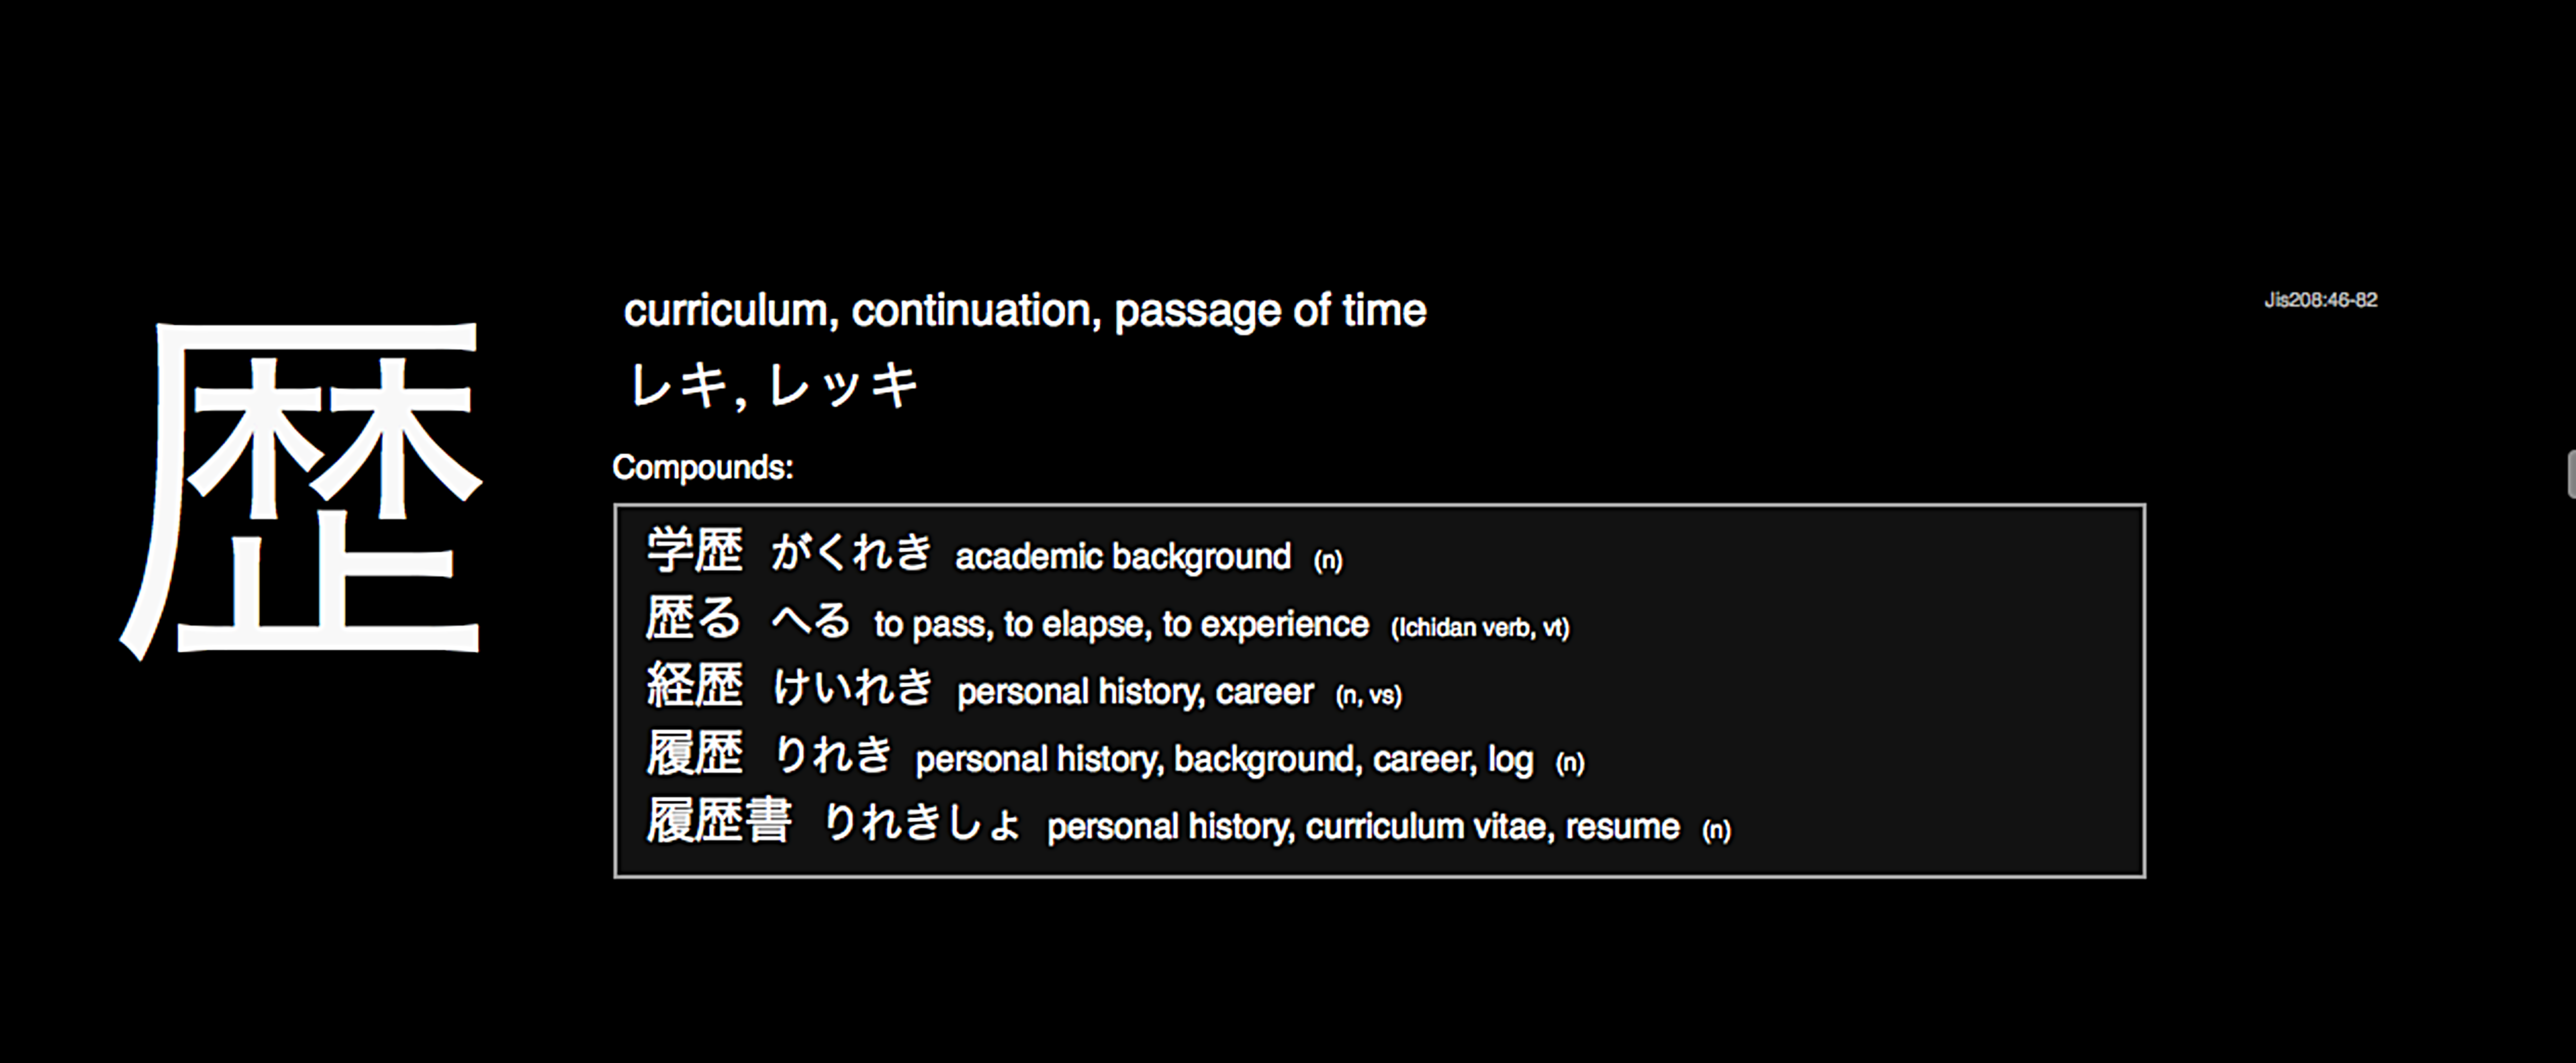 歴
curriculum, continuation, passage of time
Jis208:46-82
レキ, レッキ
Compounds:
学歴 がくれき academic background (n)
歴る へる to pass, to elapse, to experience (Ichidan verb, vt)
経歴 けいれき personal history, career (n, vs)
履歴 りれき personal history, background, career, log (n)
履歴書 りれきしょ personal history, curriculum vitae, resume (n)